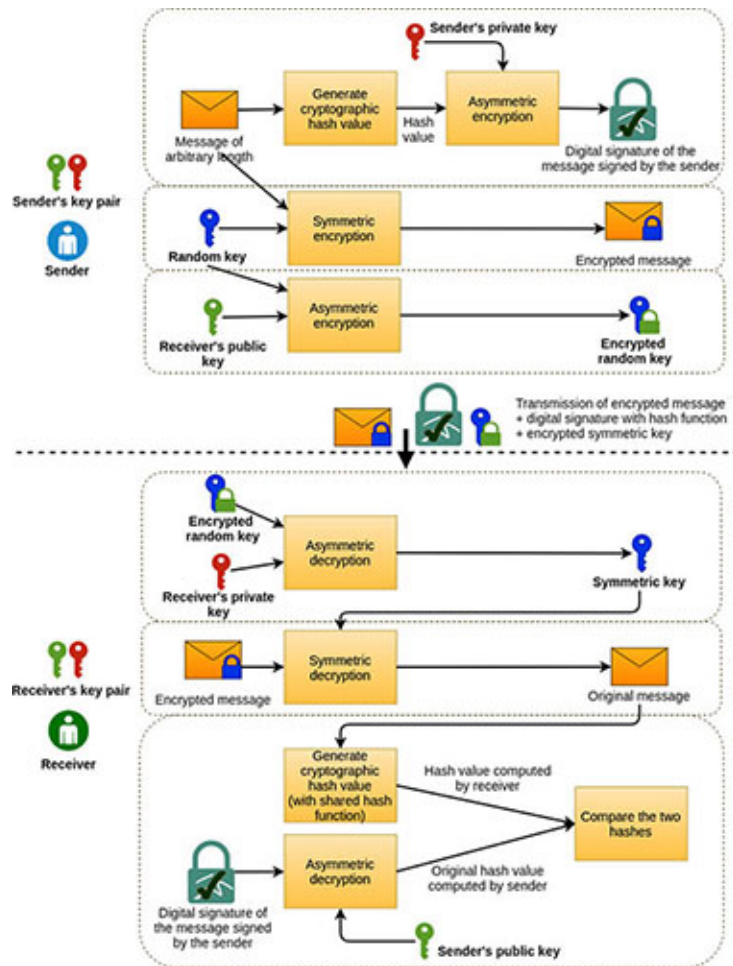 Sender's private key
Generate
cryptographic
hash value
Hash
value
Asymmetric
encryption
Message of
arbitrary length
Digital signature of the
message signed by the sender
Sender's key pair
Sender
Random key
Symmetric
encryption
Encrypted message
Receiver's public
key
Asymmetric
encryption
Encrypted
random key
Transmission of encrypted message
+ digital signature with hash function
+ encrypted symmetric key
Encrypted
random key
Receiver's private
key
Asymmetric
decryption
Symmetric key
Receiver's key pair
Receiver
Encrypted message
Symmetric
decryption
Original message
Generate
cryptographic
hash value
(with shared hash
function)
Hash value computed
by receiver
Compare the two
hashes
Digital signature of
the message signed
by the sender
Asymmetric
decryption
Original hash value
computed by sender
Sender's public key